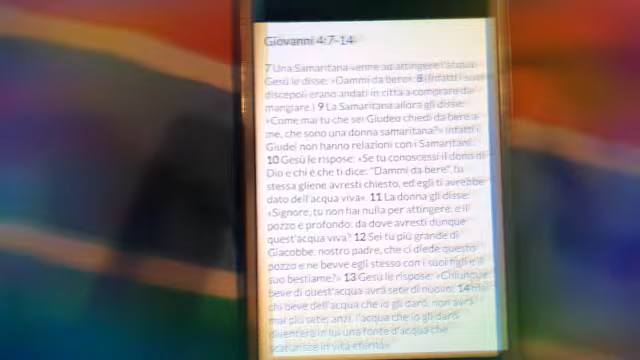 Giovanni 4:7-14
7 Una Samaritana venne ad attingere l'acqua.
Gesù le disse: «Dammi da bere». 8 (Infatti i suoi
discepoli erano andati in città a comprare da
mangiare.) 9 La Samaritana allora gli disse:
«Come mai tu che sei Giudeo chiedi da bere a
me, che sono una donna samaritana?» Infatti i
Giudei non hanno relazioni con i Samaritani.
10 Gesù le rispose: «Se tu conoscessi il dono di
Dio e chi è che ti dice: "Dammi da bere", tu
stessa gliene avresti chiesto, ed egli ti avrebbe
dato dell'acqua viva». 11 La donna gli disse:
«Signore, tu non hai nulla per attingere, e il
pozzo è profondo; da dove avresti dunque
quest'acqua viva? 12 Sei tu più grande di
Giacobbe, nostro padre, che ci diede questo
pozzo e ne bevve egli stesso con i suoi figli e il
suo bestiame?» 13 Gesù le rispose: «Chiunque
beve di quest'acqua avrà sete di nuovo; 14 ma
chi beve dell'acqua che io gli darò, non avrà
mai più sete; anzi, l'acqua che io gli darò
diventerà in lui una fonte d'acqua che
scaturisce in vita eterna».